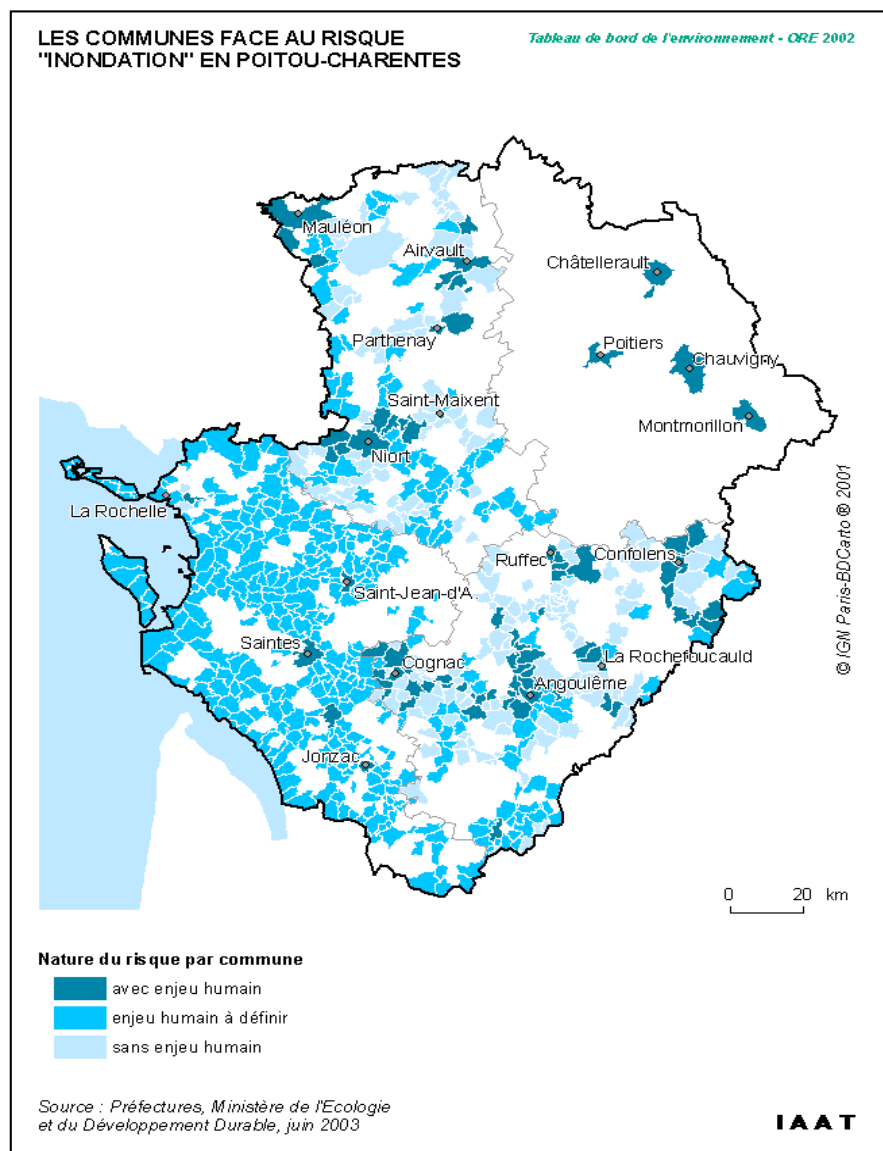 LES COMMUNES FACE AU RISQUE
"INONDATION" EN POITOU-CHARENTES
Tableau de bord de l'environnement - ORE 2002
Mauléon
Airvault
Châtellerault
Parthenay
Poitiers
Chauvigny
Saint-Maixent
Montmorillon
Niort
La Rochelle
Ruffec
Confolens
Saint-Jean-d'A.
Saintes
Cognac
La Rochefoucauld
Angoulême
Jonzac
© IGN Paris-BDCarto ® 2001
0 20 km
Nature du risque par commune
avec enjeu humain
enjeu humain à définir
sans enjeu humain
Source : Préfectures, Ministère de l'Ecologie
et du Développement Durable, juin 2003
IAAT